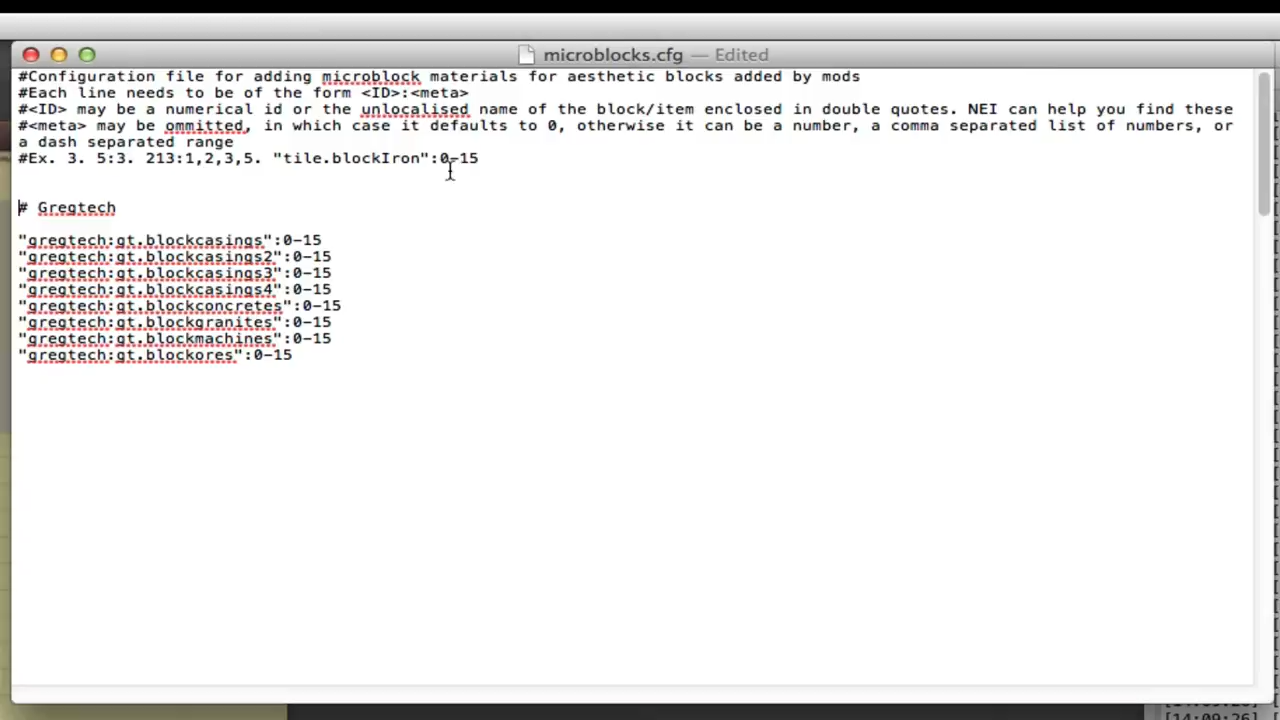 microblocks.cfg — Edited
#Configuration file for adding microblock materials for aesthetic blocks added by mods
#Each line needs to be of the form <ID>:<meta>
#<ID> may be a numerical id or the unlocalised name of the block/item enclosed in double quotes. NEI can help you find these
#<meta> may be ommitted, in which case it defaults to 0, otherwise it can be a number, a comma separated list of numbers, or
a dash separated range
#Ex. 3. 5:3. 213:1,2,3,5. "tile.blockIron":0-15
# Gregtech
"gregtech:gt.blockcasings":0-15
"gregtech:gt.blockcasings2":0-15
"gregtech:gt.blockcasings3":0-15
"gregtech:gt.blockcasings4":0-15
"gregtech:gt.blockconcretes":0-15
"gregtech:gt.blockgranites":0-15
"gregtech:gt.blockmachines":0-15
"gregtech:gt.blockores":0-15